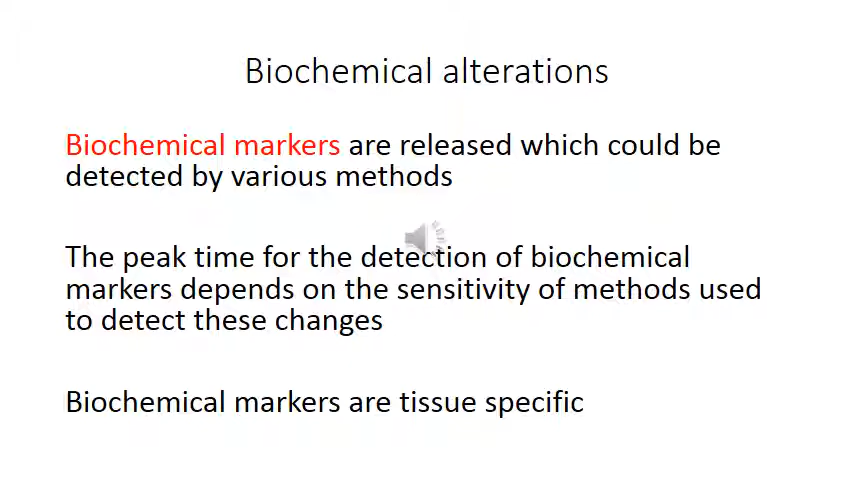 Biochemical alterations
Biochemical markers are released which could be
detected by various methods
The peak time for the detection of biochemical
markers depends on the sensitivity of methods used
to detect these changes
Biochemical markers are tissue specific